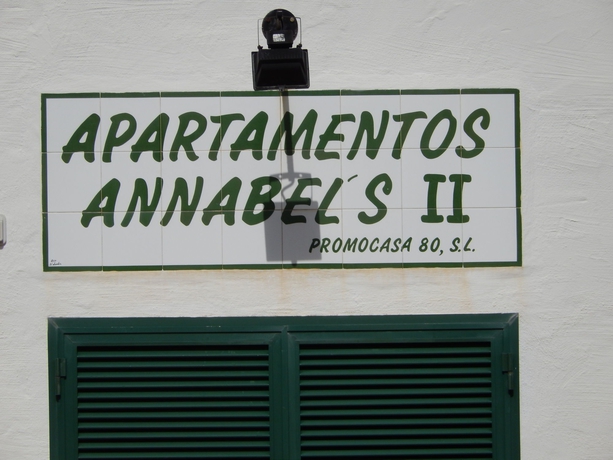 APARTAMENTOS
ANNABEL´S II
PROMOCASA 80, S.L.